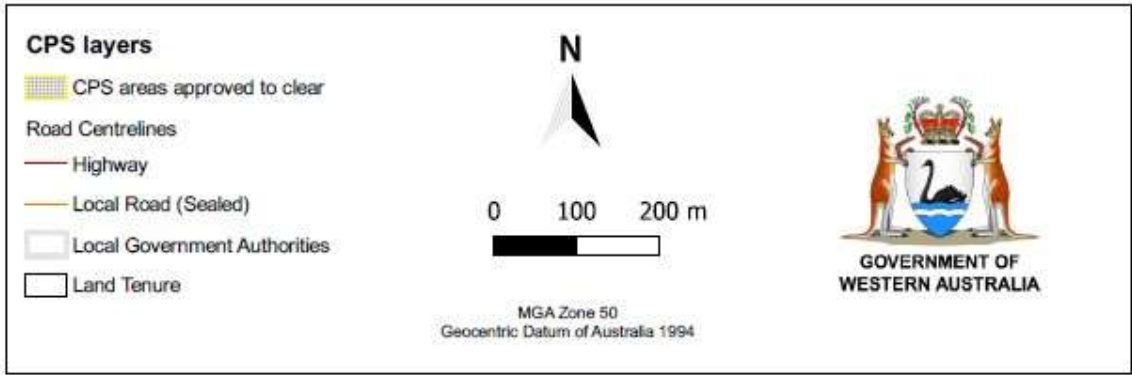 CPS layers
CPS areas approved to clear
Road Centrelines
Highway
Local Road (Sealed)
Local Government Authorities
Land Tenure
N
0 100 200 m
MGA Zone 50
Geocentric Datum of Australia 1994
GOVERNMENT OF
WESTERN AUSTRALIA